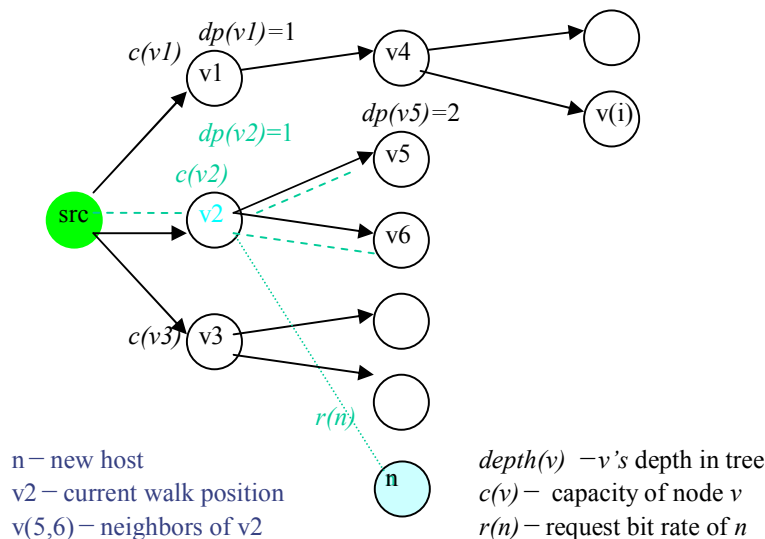 dp(v1)=1
c(v1)
v1
v4
v(i)
dp(v2)=1
dp(v5)=2
v5
c(v2)
src
v2
v6
c(v3)
v3
r(n)
n
n－new host
v2－current walk position
v(5,6)－neighbors of v2
depth(v) －v's depth in tree
c(v)－ capacity of node v
r(n)－request bit rate of n